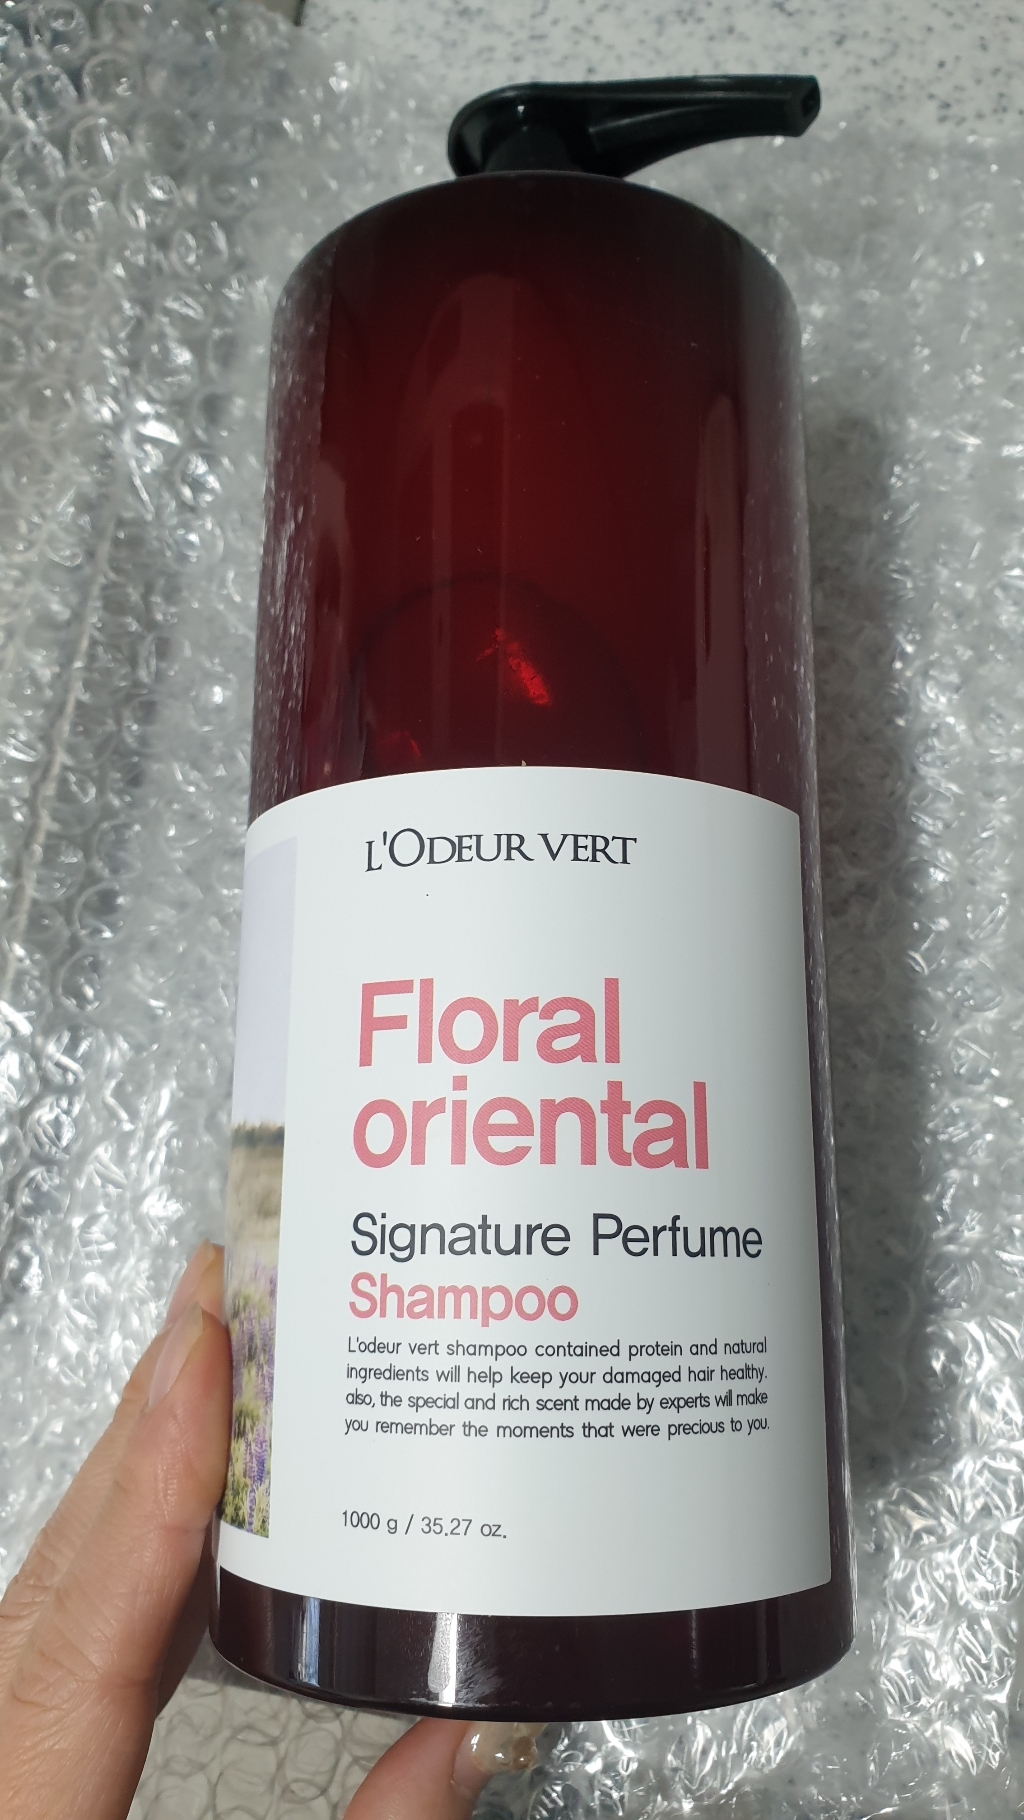 L'ODEUR VERT
Floral
oriental
Signature Perfume
Shampoo
L'odeur vert shampoo contained protein and natural
ingredients will help keep your damaged hair healthy.
also, the special and rich scent made by experts will make
you remember the moments that were precious to you.
1000 g / 35.27 oz.